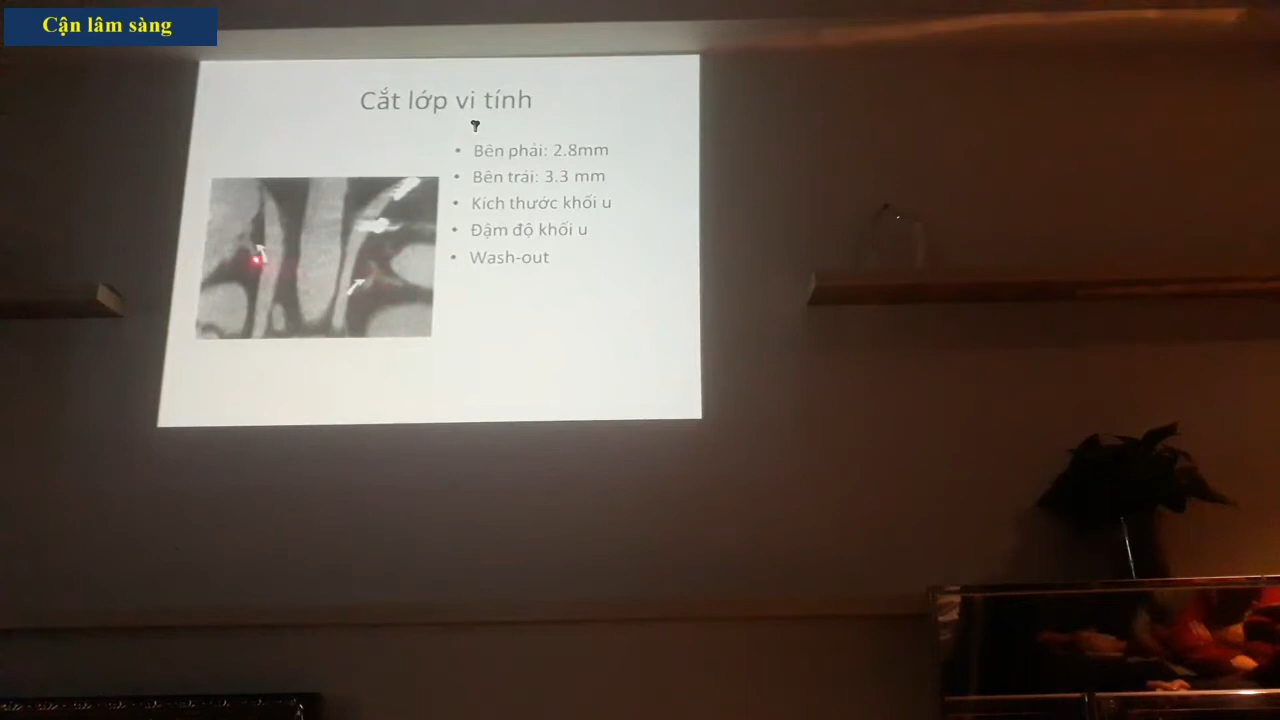 Cận lâm sàng
Cắt lớp vi tính
• Bên phải: 2.8mm
• Bên trái: 3.3 mm
• Kích thước khối u
• Đậm độ khối u
• Wash-out